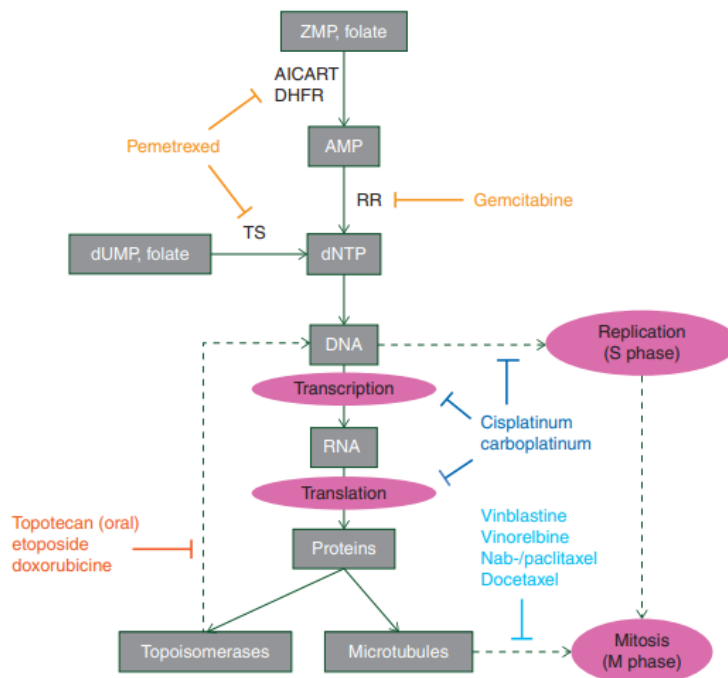 ZMP, folate
AICART
DHFR
Pemetrexed
AMP
RR
Gemcitabine
TS
dUMP, folate
dNTP
DNA
Replication
(S phase)
Transcription
Cisplatinum
carboplatinum
RNA
Translation
Topotecan (oral)
etoposide
doxorubicine
Vinblastine
Vinorelbine
Nab-/paclitaxel
Docetaxel
Proteins
Topoisomerases
Microtubules
Mitosis
(M phase)